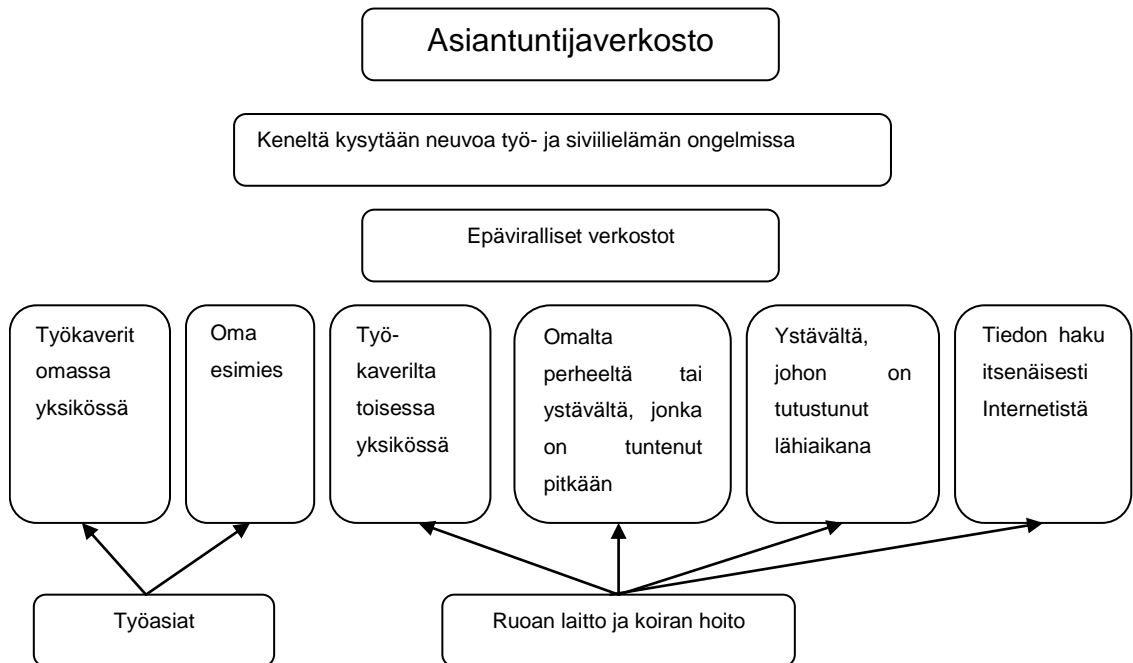 Asiantuntijaverkosto
Keneltä kysytään neuvoa työ- ja siviilielämän ongelmissa
Epäviralliset verkostot
Työkaverit
omassa
yksikössä
Oma
esimies
Työ-
kaverilta
toisessa
yksikössä
Omalta
perheeltä tai
ystävältä, jonka
on tuntenut
pitkään
Ystävältä,
johon on
tutustunut
lähiaikana
Tiedon haku
itsenäisesti
Internetistä
Työasiat
Ruoan laitto ja koiran hoito